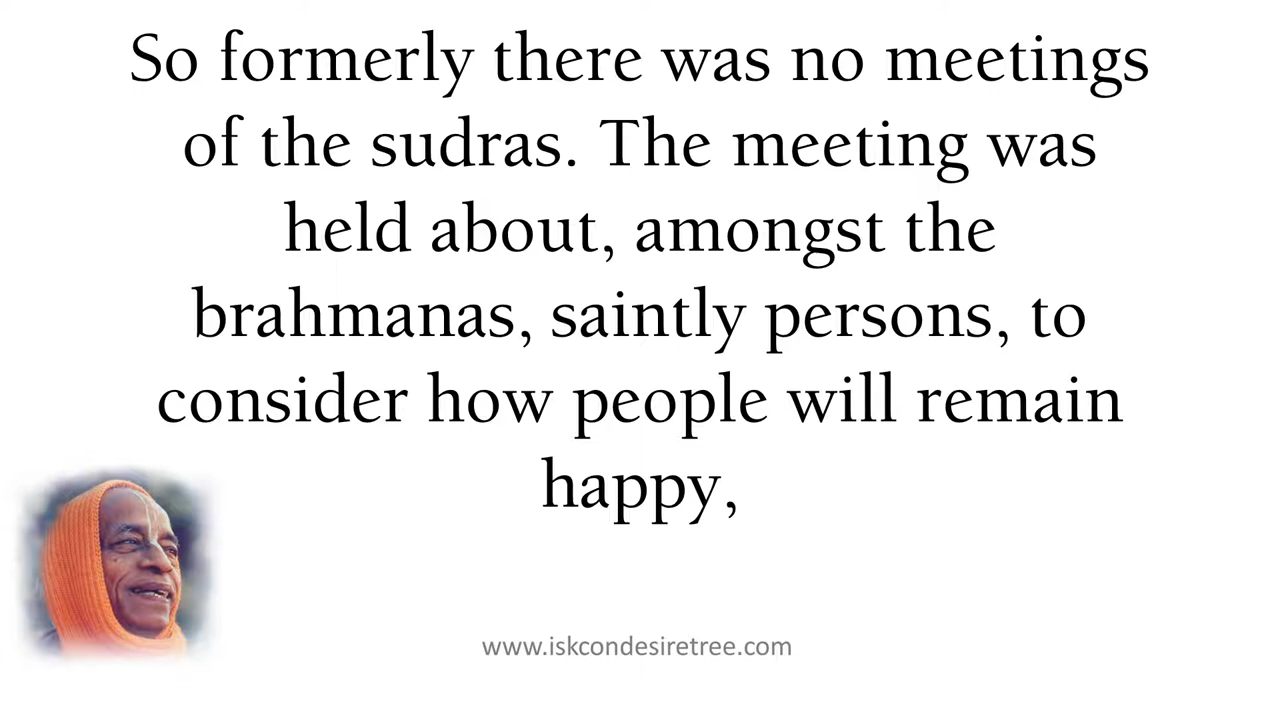 So formerly there was no meetings
of the sudras. The meeting was
held about, amongst the
brahmanas, saintly persons, to
consider how people will remain
happy,
www.iskcondesiretree.com